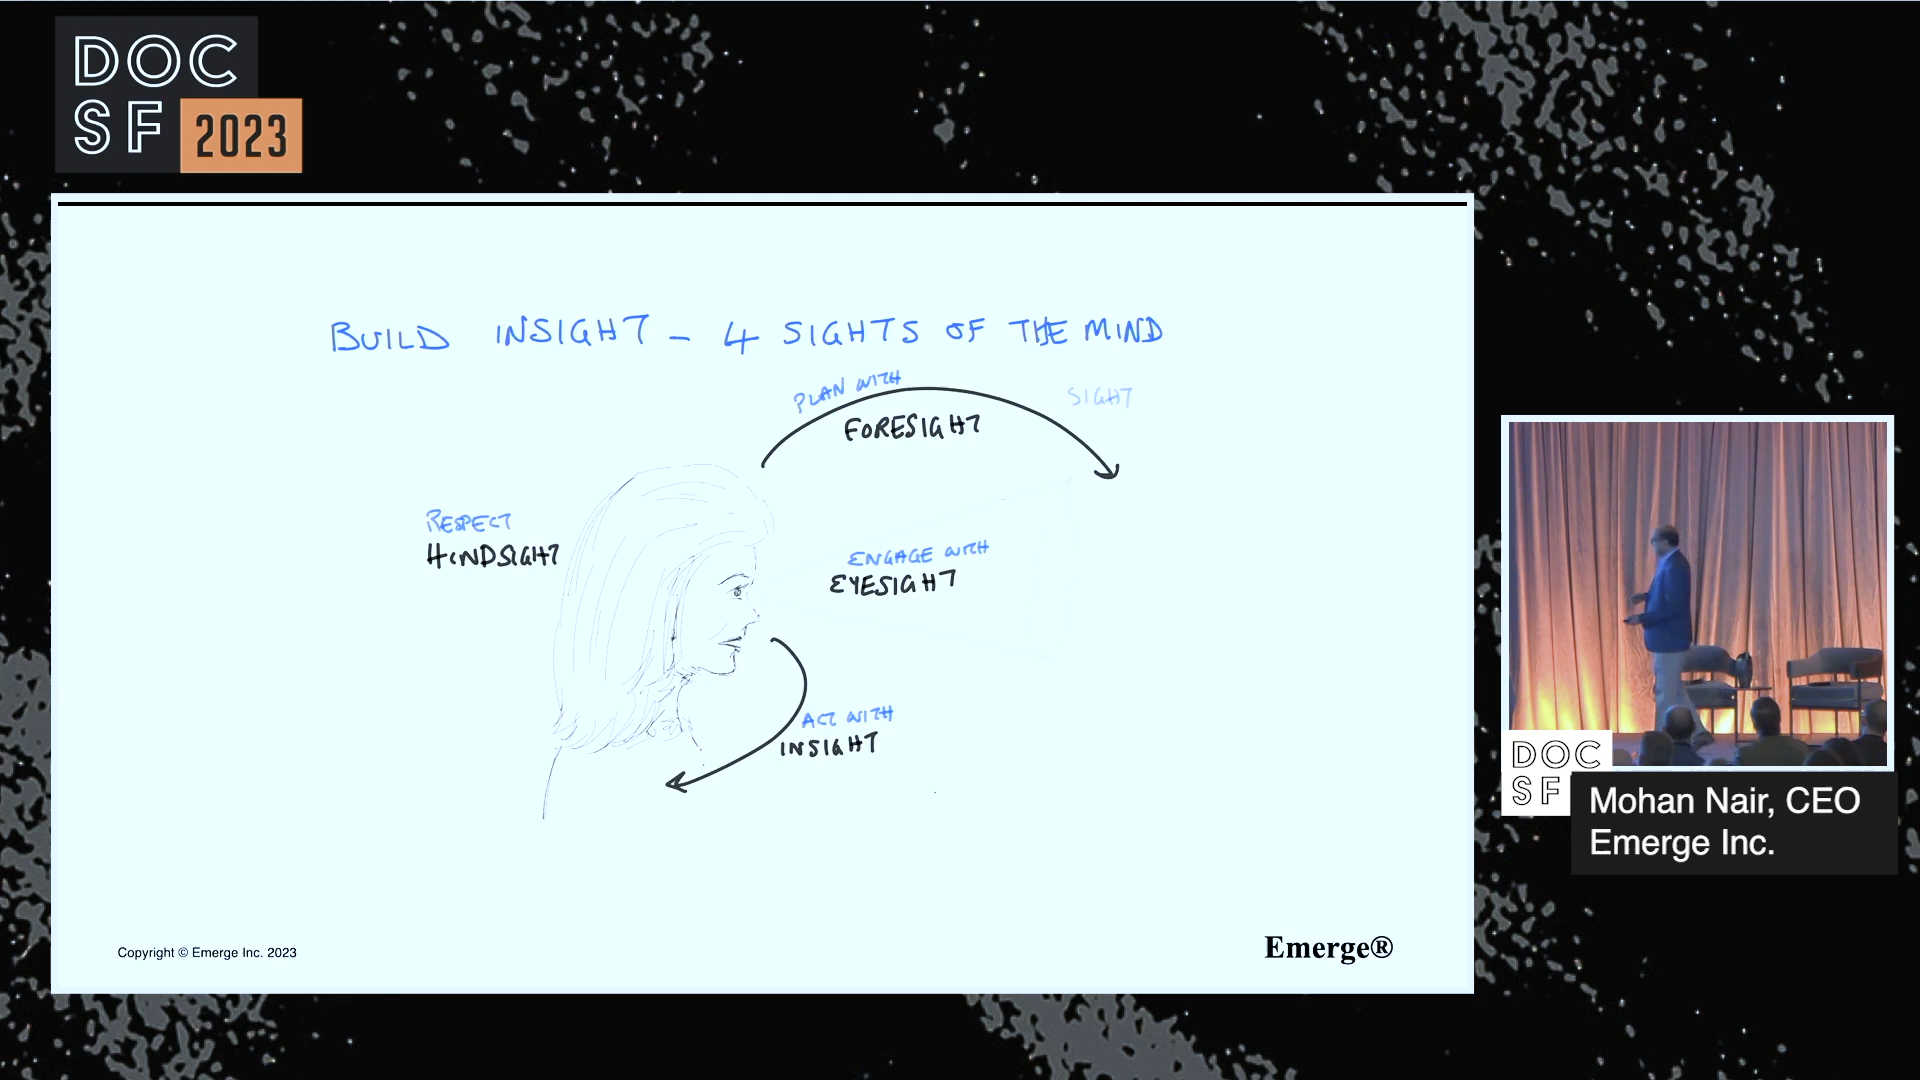 DOC
SF 2023
BUILD INSIGHT – 4 SIGHTS OF THE MIND
PLAN WITH
FORESIGHT
SIGHT
RESPECT
HINDSIGHT
ENGAGE WITH
EYESIGHT
ACT WITH
INSIGHT
Copyright © Emerge Inc. 2023
Emerge®
DOC
SF
Mohan Nair, CEO
Emerge Inc.